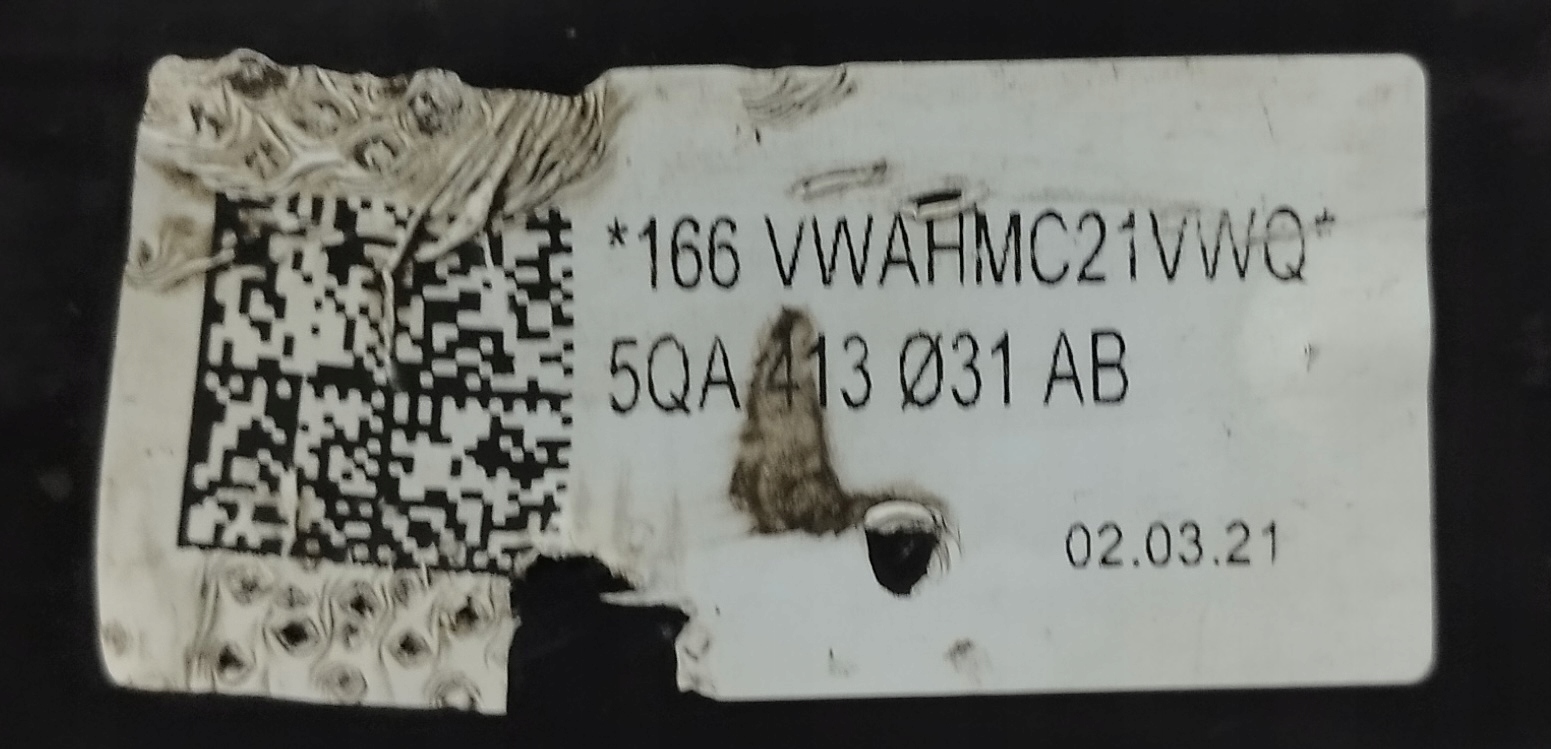 *166 VWAHMC21VWQ*
5QA 413 Ø31 AB
02.03.21